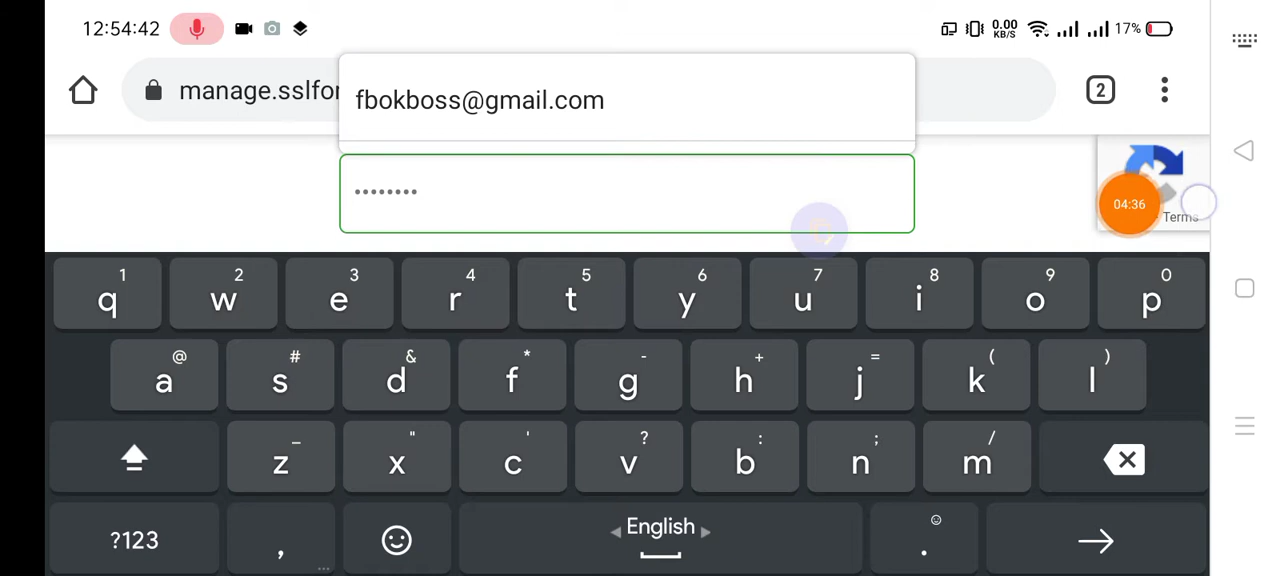 12:54:42
0.00 KB/S
17%
manage.sslfor
fbokboss@gmail.com
2
••••••••
04:36
Terms
1 2 3 4 5 6 7 8 9 0
q w e r t y u i o p
@ # & * - + = ( )
a s d f g h j k l
_ " ' ? : ; /
z x c v b n m
?123 , English .
...